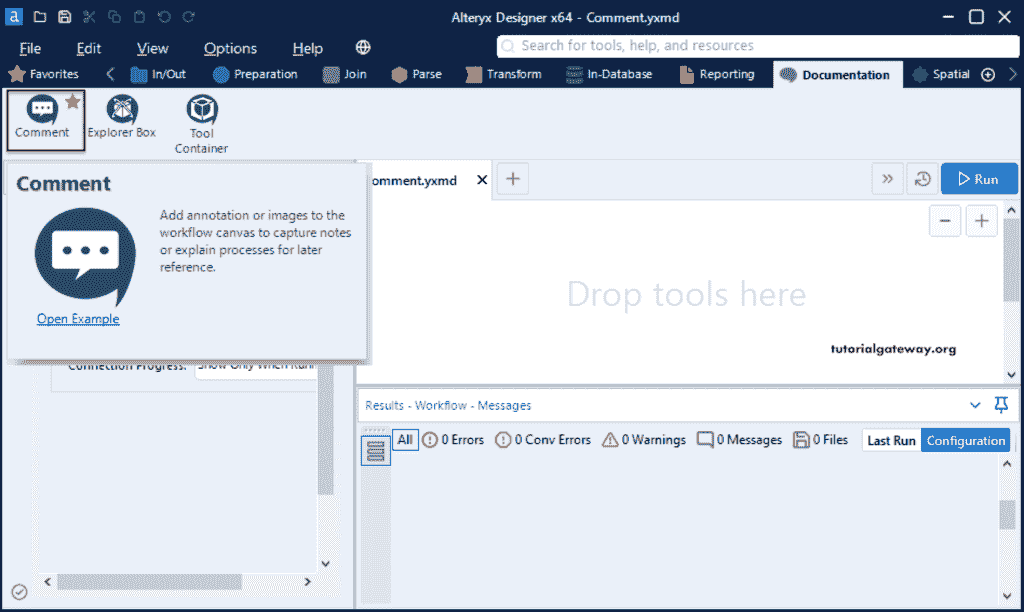 a Alteryx Designer x64 - Comment.yxmd
File Edit View Options Help Search for tools, help, and resources
Favorites In/Out Preparation Join Parse Transform In-Database Reporting Documentation Spatial
Comment Explorer Box Tool
Container
Comment
Add annotation or images to the
workflow canvas to capture notes
or explain processes for later
reference.
Open Example
omment.yxmd Run
Drop tools here
tutorialgateway.org
Connection Progress: Show Only When Runn
Results - Workflow - Messages
All 0 Errors 0 Conv Errors 0 Warnings 0 Messages 0 Files Last Run Configuration